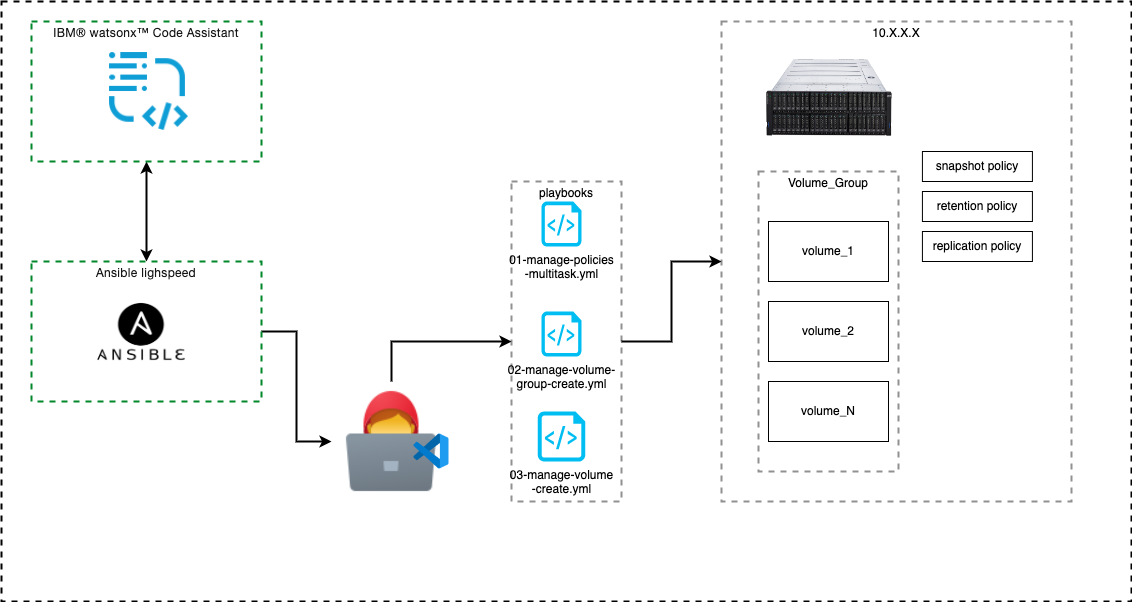 IBM® watsonx™ Code Assistant
Ansible lighspeed
ANSIBLE
playbooks
01-manage-policies
-multitask.yml
02-manage-volume-
group-create.yml
03-manage-volume
-create.yml
10.X.X.X
Volume_Group
volume_1
volume_2
volume_N
snapshot policy
retention policy
replication policy